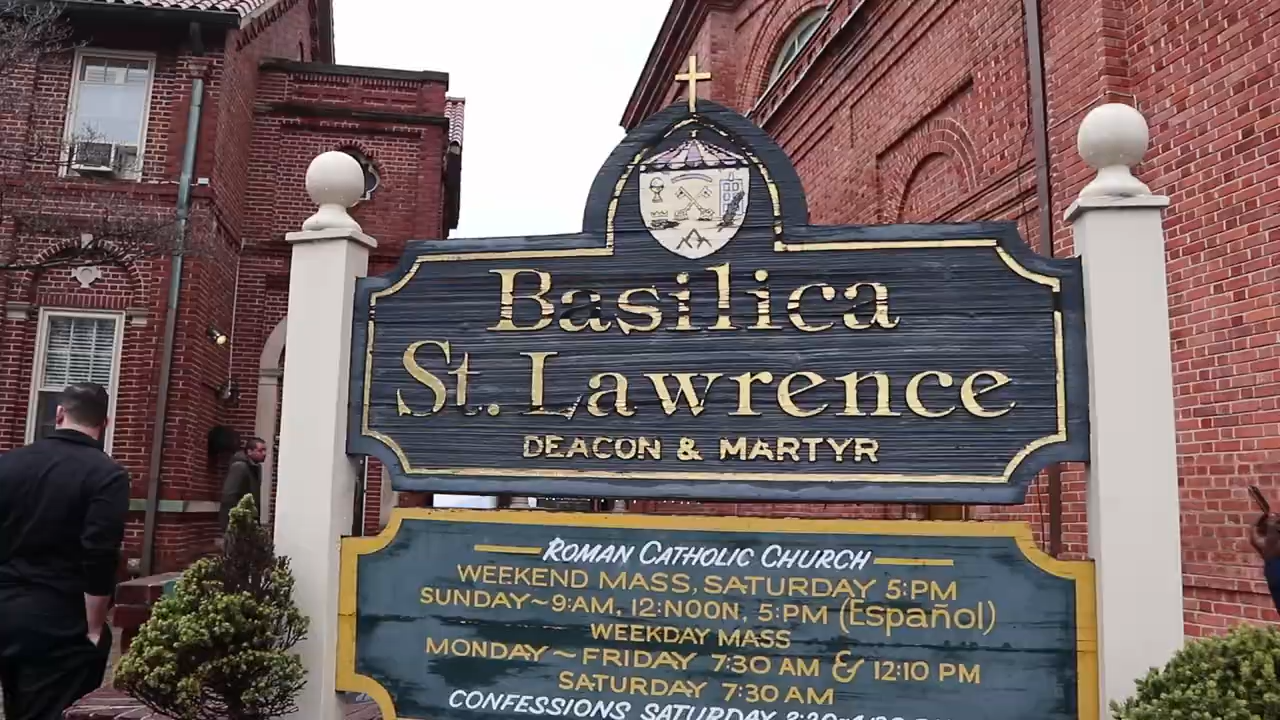 Basilica
St. Lawrence
DEACON & MARTYR
ROMAN CATHOLIC CHURCH
WEEKEND MASS, SATURDAY 5:PM
SUNDAY~9:AM, 12:NOON, 5:PM (Español)
WEEKDAY MASS
MONDAY~FRIDAY 7:30 AM & 12:10 PM
SATURDAY 7:30 AM
CONFESSIONS SATURDAY